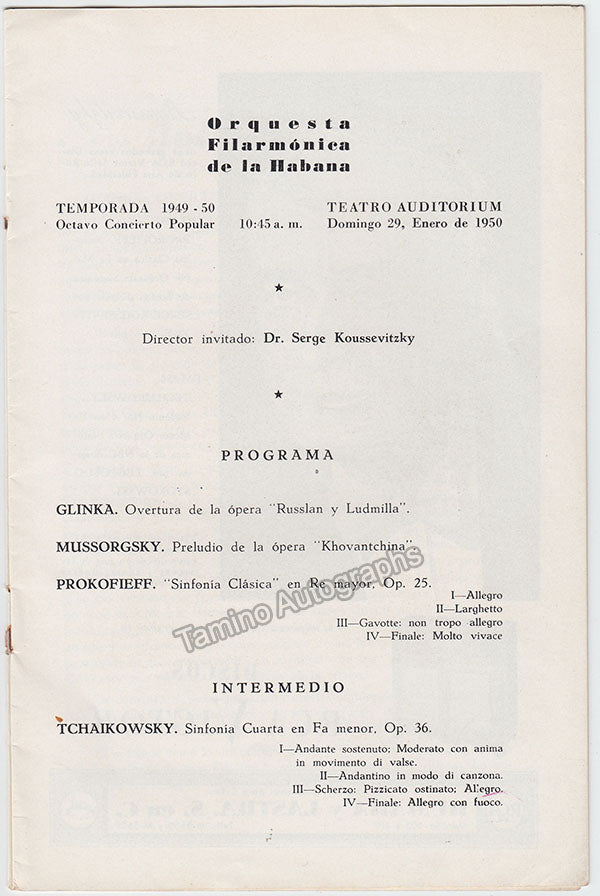 Orquesta
Filarmónica
de la Habana
TEMPORADA 1949-50
TEATRO AUDITORIUM
Octavo Concierto Popular 10:45 a. m. Domingo 29, Enero de 1950
★
Director invitado: Dr. Serge Koussevitzky
★
PROGRAMA
GLINKA. Overtura de la ópera "Russlan y Ludmilla".
MUSSORGSKY. Preludio de la ópera "Khovantchina".
PROKOFIEFF. "Sinfonía Clásica" en Re mayor, Op. 25.
I—Allegro
II—Larghetto
III—Gavotte: non tropo allegro
IV—Finale: Molto vivace
Tamino Autographs
INTERMEDIO
TCHAIKOWSKY. Sinfonía Cuarta en Fa menor, Op. 36.
I—Andante sostenuto; Moderato con anima
in movimento di valse.
II—Andantino in modo di canzona.
III—Scherzo: Pizzicato ostinato; Allegro.
IV—Finale: Allegro con fuoco.